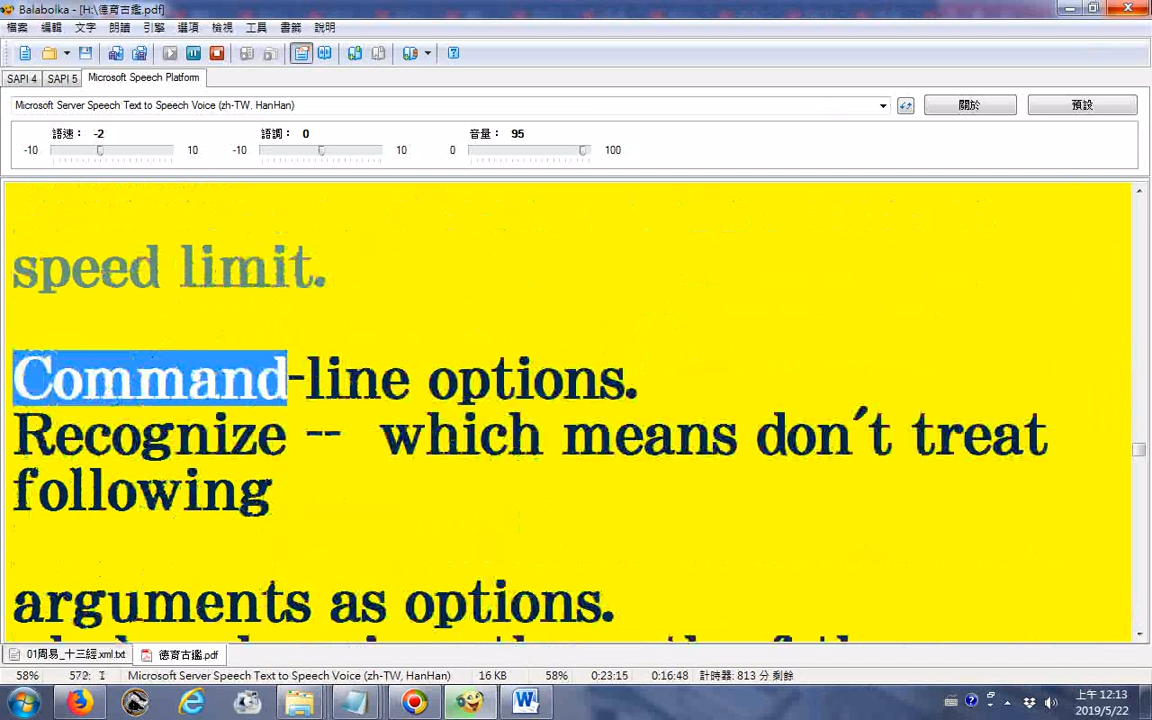 Balabolka - [H:\德育古鑑.pdf]
檔案 編輯 文字 朗讀 引擎 選項 檢視 工具 書籤 說明
SAPI 4 SAPI 5 Microsoft Speech Platform
Microsoft Server Speech Text to Speech Voice (zh-TW, HanHan) 關於 預設
語速： -2 語調： 0 音量： 95
-10 10 -10 10 0 100
speed limit.
Command-line options.
Recognize -- which means don't treat
following
arguments as options.
01周易_十三經.xml.txt 德育古鑑.pdf
58% 572: 1 Microsoft Server Speech Text to Speech Voice (zh-TW, HanHan) 16 KB 58% 0:23:15 0:16:48 計時器: 813 分 剩餘
上午 12:13
2019/5/22